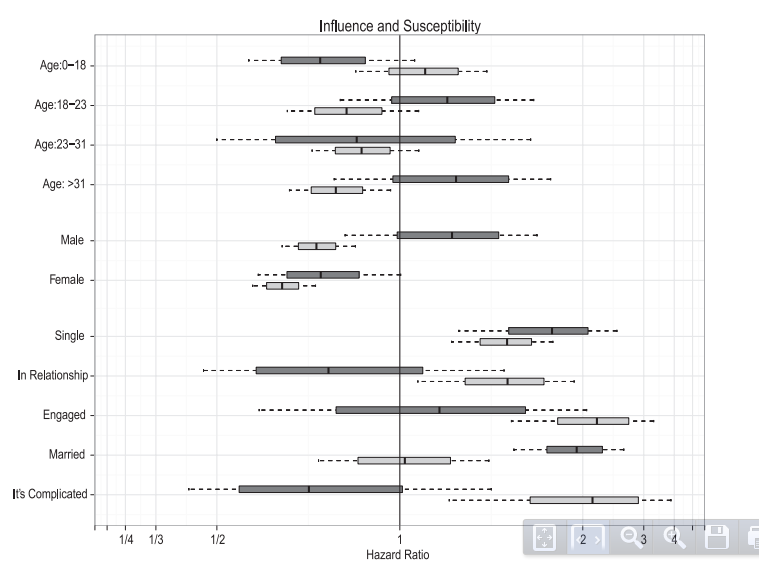 Influence and Susceptibility
Age:0–18
Age:18–23
Age:23–31
Age: >31
Male
Female
Single
In Relationship
Engaged
Married
It's Complicated
1/4 1/3 1/2 1 2 3 4
Hazard Ratio